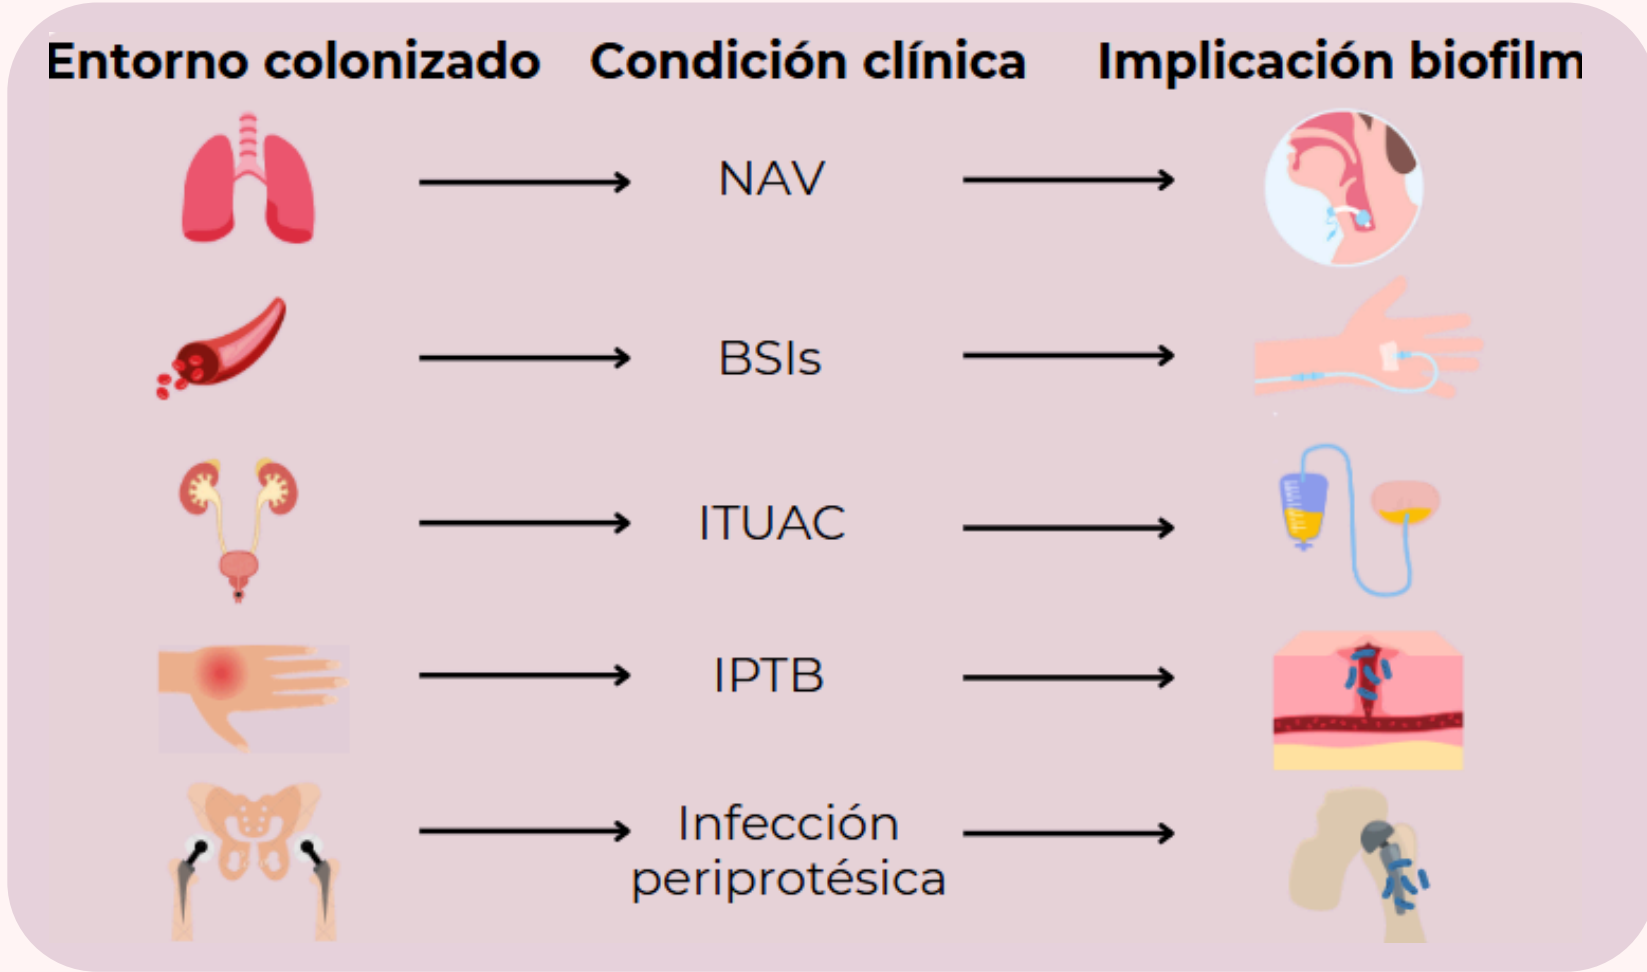 Entorno colonizado Condición clínica Implicación biofilm
NAV
BSIs
ITUAC
IPTB
Infección
periprotésica